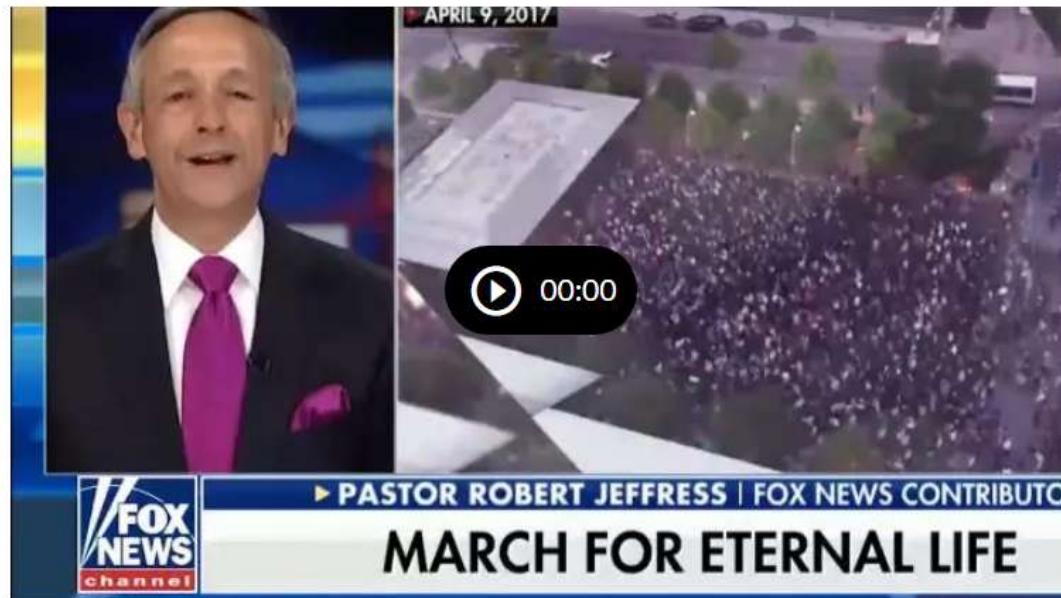 APRIL 9, 2017
00:00
PASTOR ROBERT JEFFRESS | FOX NEWS CONTRIBUTO
FOX
NEWS
channel
MARCH FOR ETERNAL LIFE